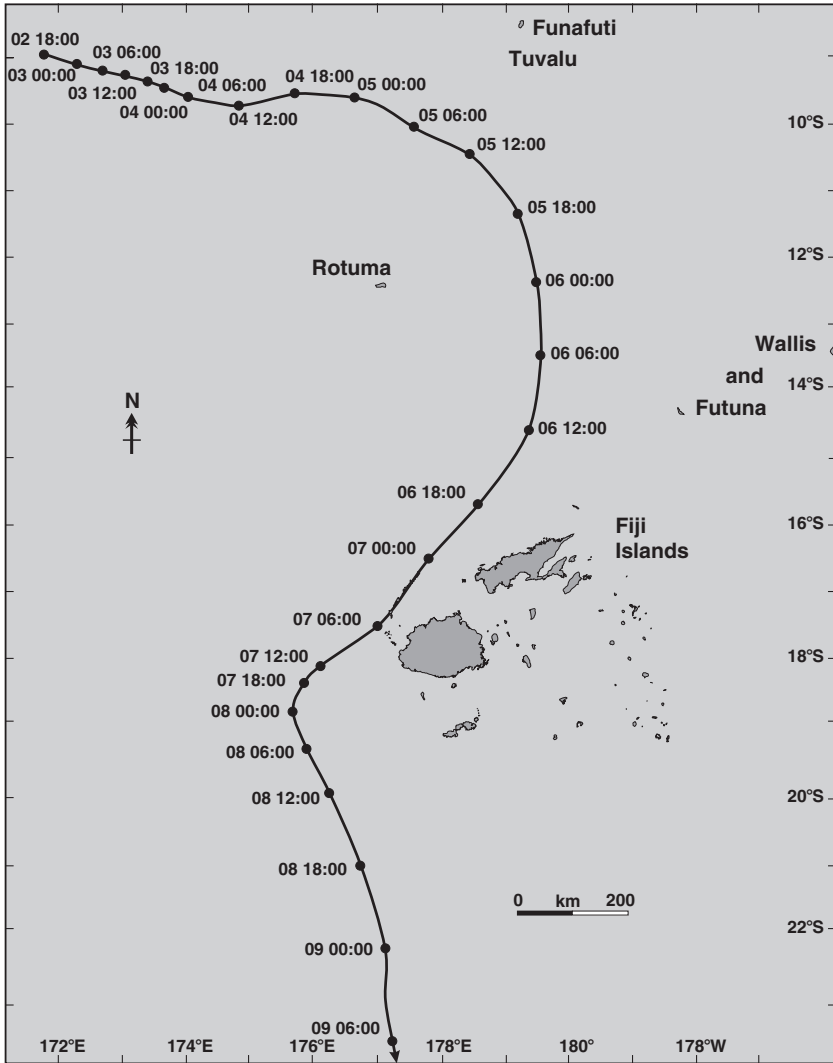 Funafuti
Tuvalu
02 18:00
03 06:00
03 00:00
03 18:00
03 12:00
04 06:00
04 00:00
04 18:00
04 12:00
05 00:00
05 06:00
10°S
05 12:00
05 18:00
12°S
Rotuma
06 00:00
Wallis
and
Futuna
06 06:00
14°S
N
06 12:00
06 18:00
16°S
Fiji
Islands
07 00:00
07 06:00
07 12:00
18°S
07 18:00
08 00:00
08 06:00
08 12:00
20°S
08 18:00
0 km 200
22°S
09 00:00
09 06:00
172°E 174°E 176°E 178°E 180° 178°W